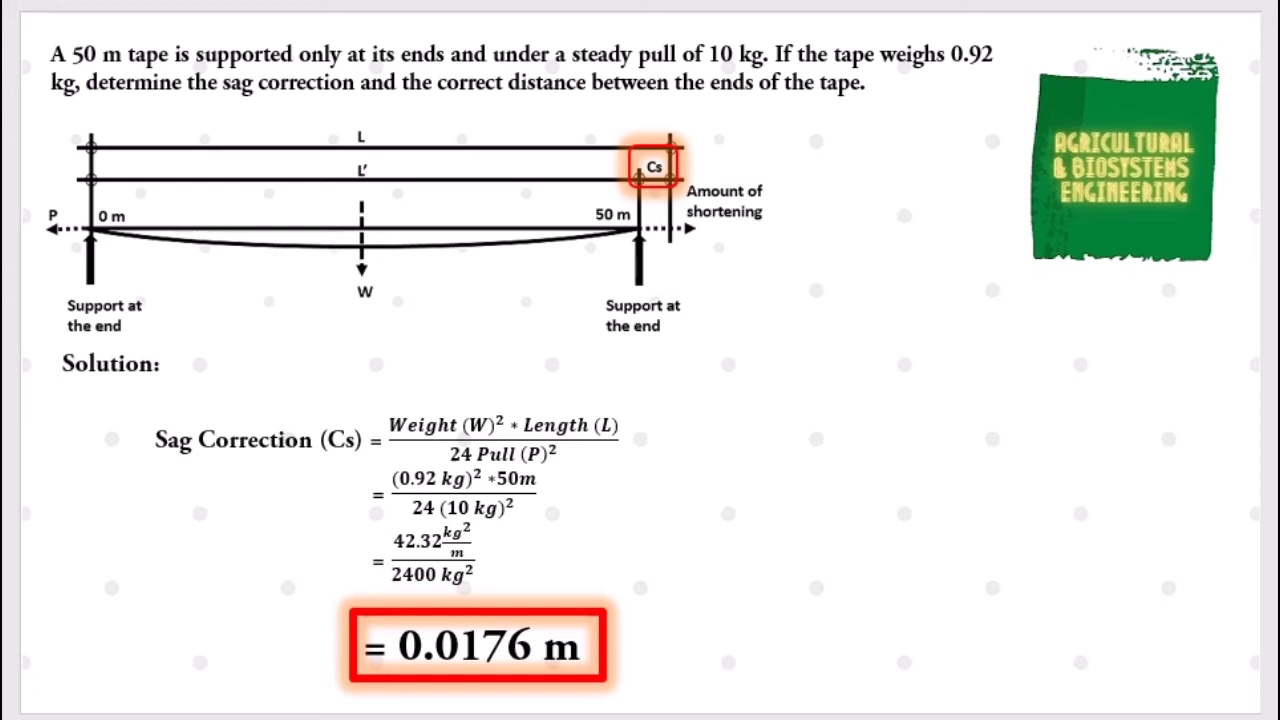 A 50 m tape is supported only at its ends and under a steady pull of 10 kg. If the tape weighs 0.92
kg, determine the sag correction and the correct distance between the ends of the tape.
AGRICULTURAL
& BIOSYSTEMS
ENGINEERING
L
L’
Cs
Amount of
shortening
P
0 m
50 m
W
Support at
the end
Support at
the end
Solution:
Sag Correction (Cs) = Weight (W)² * Length (L)
24 Pull (P)²
= (0.92 kg)² *50m
24 (10 kg)²
= 42.32 kg²/m
2400 kg²
= 0.0176 m